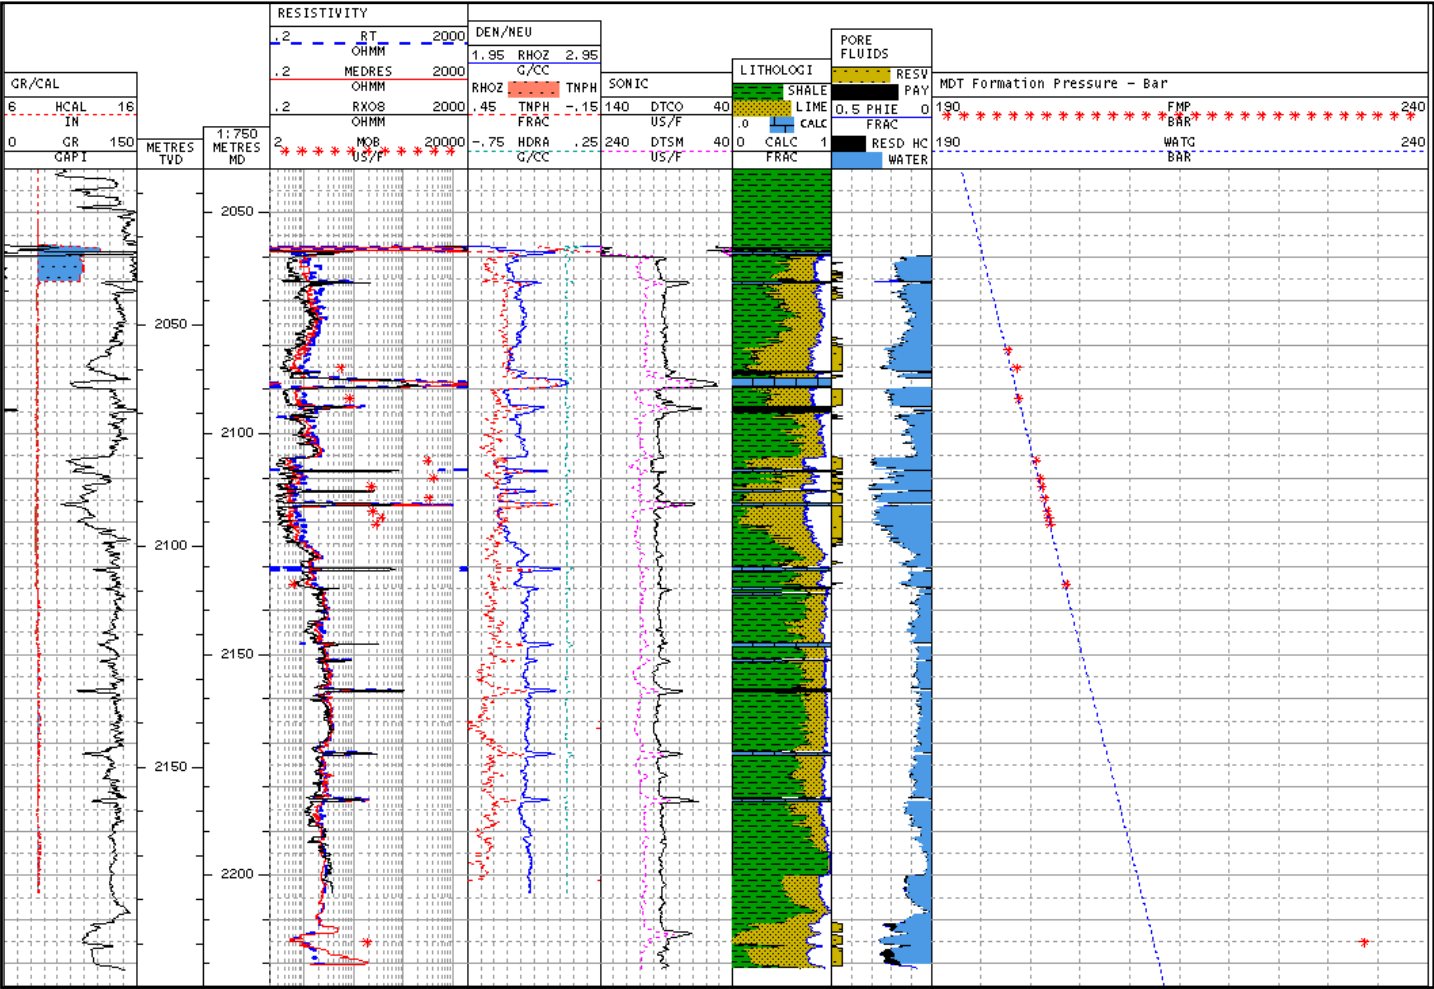 RESISTIVITY
.2 RT 2000
OHMM
.2 MEDRES 2000
OHMM
.2 RXO8 2000
OHMM
2 MOB 20000
US/F
DEN/NEU
1.95 RHOZ 2.95
G/CC
RHOZ TNPH
.45 TNPH -.15
FRAC
-.75 HDRA .25
G/CC
GR/CAL
6 HCAL 16
IN
0 GR 150
GAPI
METRES
TVD
1:750
METRES
MD
SONIC
140 DTCO 40
US/F
240 DTSM 40
US/F
LITHOLOGI
SHALE
LIME
.0 CALC
0 CALC 1
FRAC
PORE
FLUIDS
RESV
PAY
0.5 PHIE 0
FRAC
RESD HC
WATER
MDT Formation Pressure - Bar
190 FMP 240
BAR
190 WATG 240
BAR
2050
2050
2100
2100
2150
2150
2200